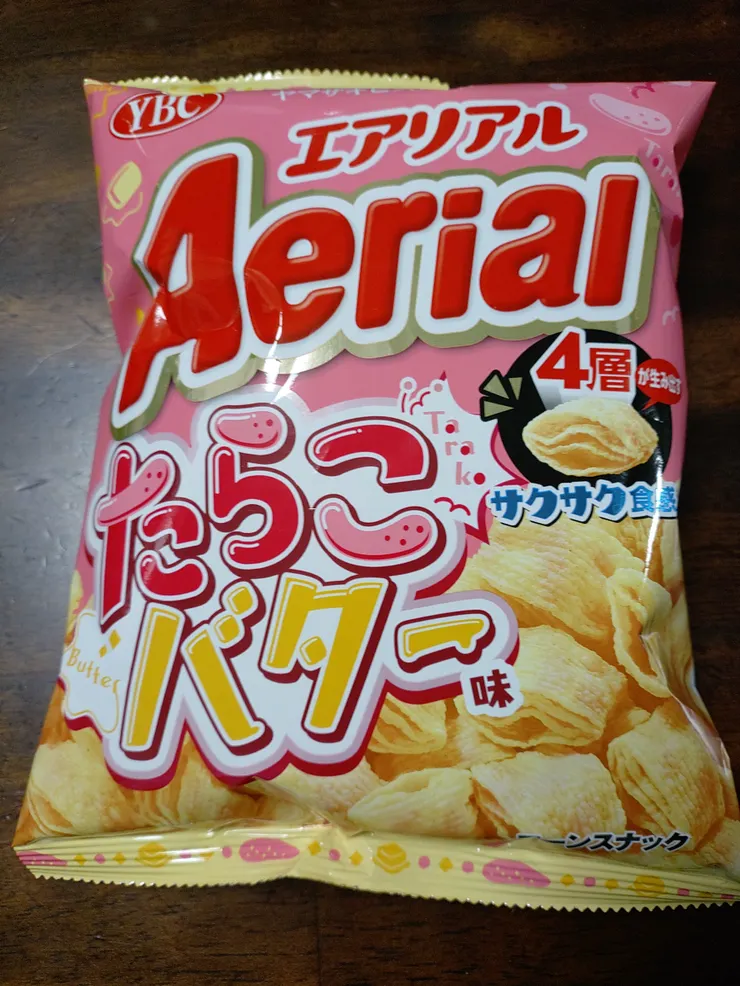 YBC
エアリアル
Aerial
4層
が生み出す
サクサク食感
Tarako
たらこ
バター
味
Butter
コーンスナック